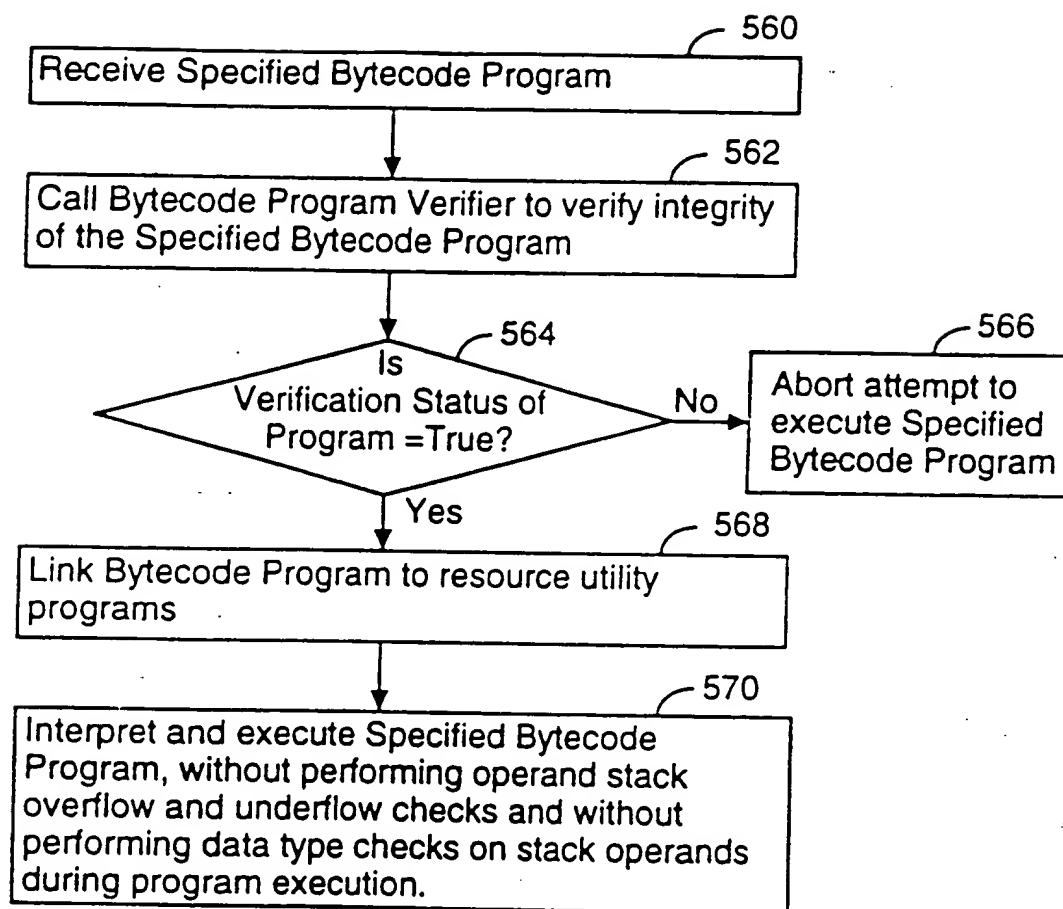 560
Receive Specified Bytecode Program
562
Call Bytecode Program Verifier to verify integrity
of the Specified Bytecode Program
564
Is
Verification Status of
Program =True?
No
566
Abort attempt to
execute Specified
Bytecode Program
Yes
568
Link Bytecode Program to resource utility
programs
570
Interpret and execute Specified Bytecode
Program, without performing operand stack
overflow and underflow checks and without
performing data type checks on stack operands
during program execution.